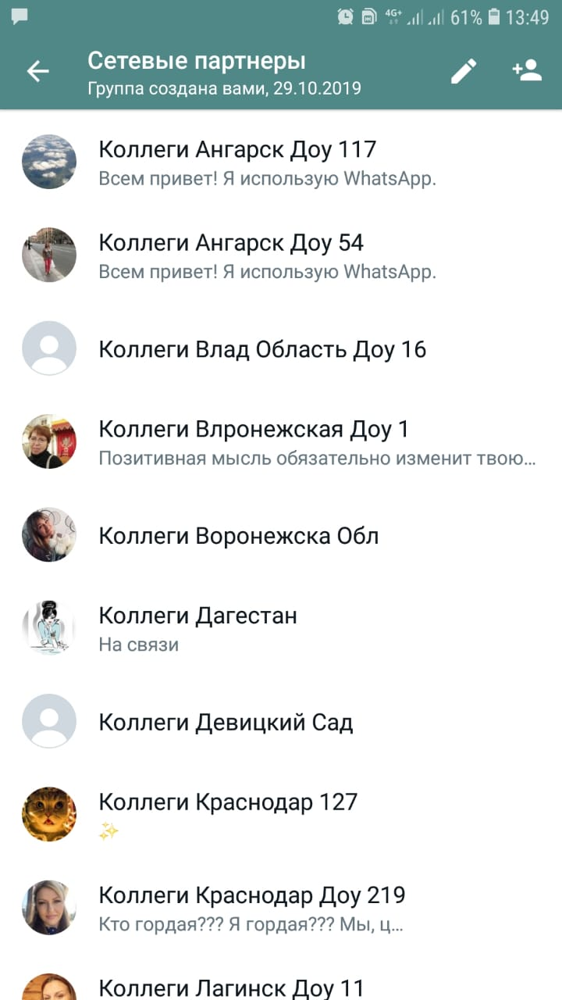 4G+ 61% 13:49
Сетевые партнеры
Группа создана вами, 29.10.2019
Коллеги Ангарск Доу 117
Всем привет! Я использую WhatsApp.
Коллеги Ангарск Доу 54
Всем привет! Я использую WhatsApp.
Коллеги Влад Область Доу 16
Коллеги Влронежская Доу 1
Позитивная мысль обязательно изменит твою...
Коллеги Воронежска Обл
Коллеги Дагестан
На связи
Коллеги Девицкий Сад
Коллеги Краснодар 127
✨
Коллеги Краснодар Доу 219
Кто гордая??? Я гордая??? Мы, ц...
Коллеги Лагинск Доу 11